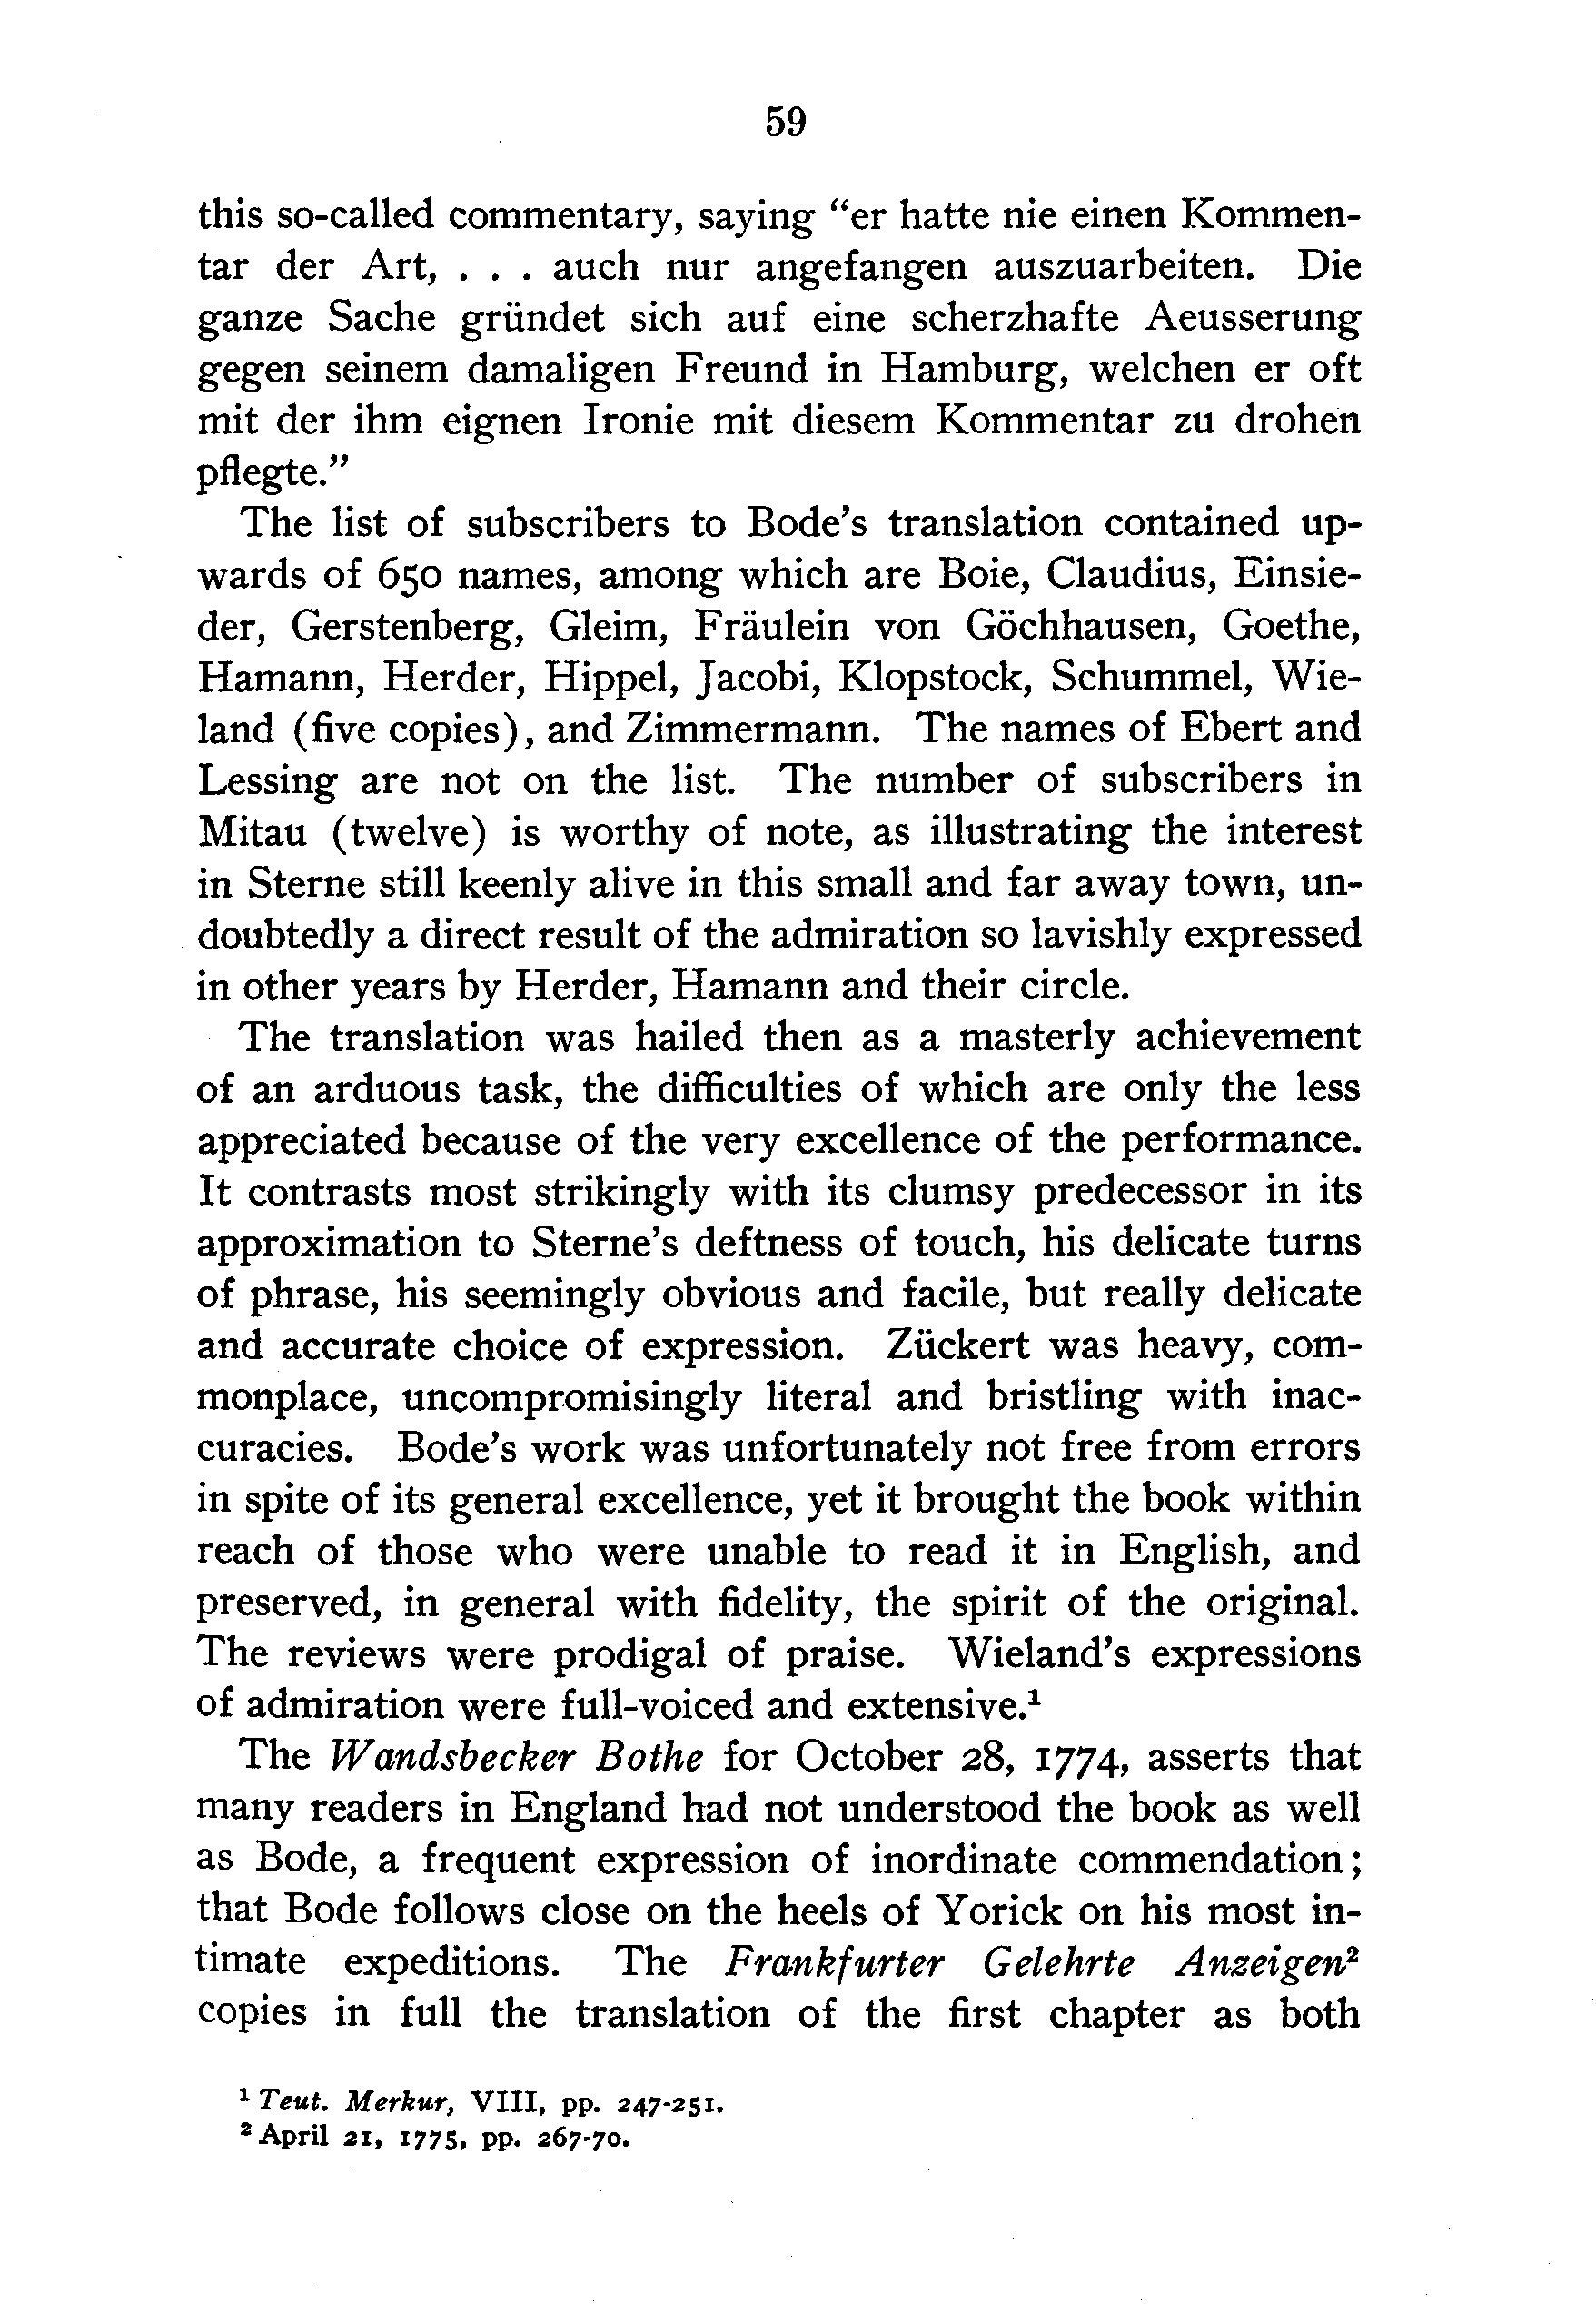 59
this so-called commentary, saying “er hatte nie einen Kommen-
tar der Art, . . . auch nur angefangen auszuarbeiten. Die
ganze Sache gründet sich auf eine scherzhafte Aeusserung
gegen seinem damaligen Freund in Hamburg, welchen er oft
mit der ihm eignen Ironie mit diesem Kommentar zu drohen
pflegte.”
The list of subscribers to Bode’s translation contained up-
wards of 650 names, among which are Boie, Claudius, Einsie-
der, Gerstenberg, Gleim, Fräulein von Göchhausen, Goethe,
Hamann, Herder, Hippel, Jacobi, Klopstock, Schummel, Wie-
land (five copies), and Zimmermann. The names of Ebert and
Lessing are not on the list. The number of subscribers in
Mitau (twelve) is worthy of note, as illustrating the interest
in Sterne still keenly alive in this small and far away town, un-
doubtedly a direct result of the admiration so lavishly expressed
in other years by Herder, Hamann and their circle.
The translation was hailed then as a masterly achievement
of an arduous task, the difficulties of which are only the less
appreciated because of the very excellence of the performance.
It contrasts most strikingly with its clumsy predecessor in its
approximation to Sterne’s deftness of touch, his delicate turns
of phrase, his seemingly obvious and facile, but really delicate
and accurate choice of expression. Zückert was heavy, com-
monplace, uncompromisingly literal and bristling with inac-
curacies. Bode’s work was unfortunately not free from errors
in spite of its general excellence, yet it brought the book within
reach of those who were unable to read it in English, and
preserved, in general with fidelity, the spirit of the original.
The reviews were prodigal of praise. Wieland’s expressions
of admiration were full-voiced and extensive.¹
The Wandsbecker Bothe for October 28, 1774, asserts that
many readers in England had not understood the book as well
as Bode, a frequent expression of inordinate commendation;
that Bode follows close on the heels of Yorick on his most in-
timate expeditions. The Frankfurter Gelehrte Anzeigen²
copies in full the translation of the first chapter as both
¹ Teut. Merkur, VIII, pp. 247-251.
² April 21, 1775, pp. 267-70.